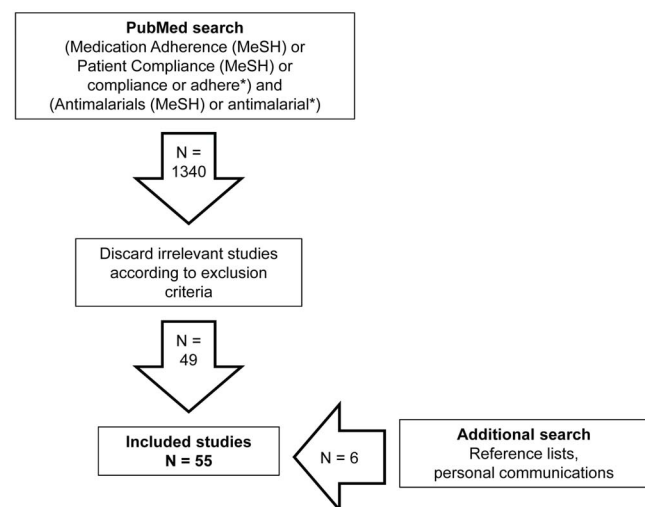 PubMed search
(Medication Adherence (MeSH) or
Patient Compliance (MeSH) or
compliance or adhere*) and
(Antimalarials (MeSH) or antimalarial*)
N =
1340
Discard irrelevant studies
according to exclusion
criteria
N =
49
Included studies
N = 55
N = 6
Additional search
Reference lists,
personal communications